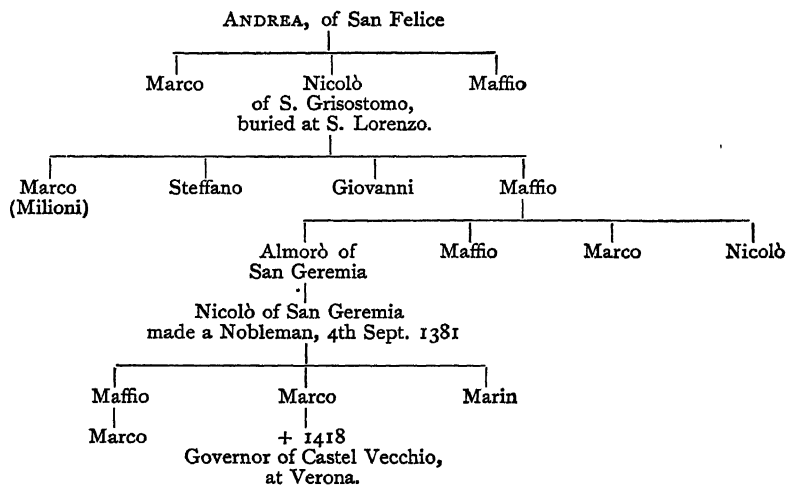 ANDREA, of San Felice
Marco Nicolò Maffio
of S. Grisostomo,
buried at S. Lorenzo.
Marco Steffano Giovanni Maffio
(Milioni)
Almorò of Maffio Marco Nicolò
San Geremia
Nicolò of San Geremia
made a Nobleman, 4th Sept. 1381
Maffio Marco Marin
Marco + 1418
Governor of Castel Vecchio,
at Verona.